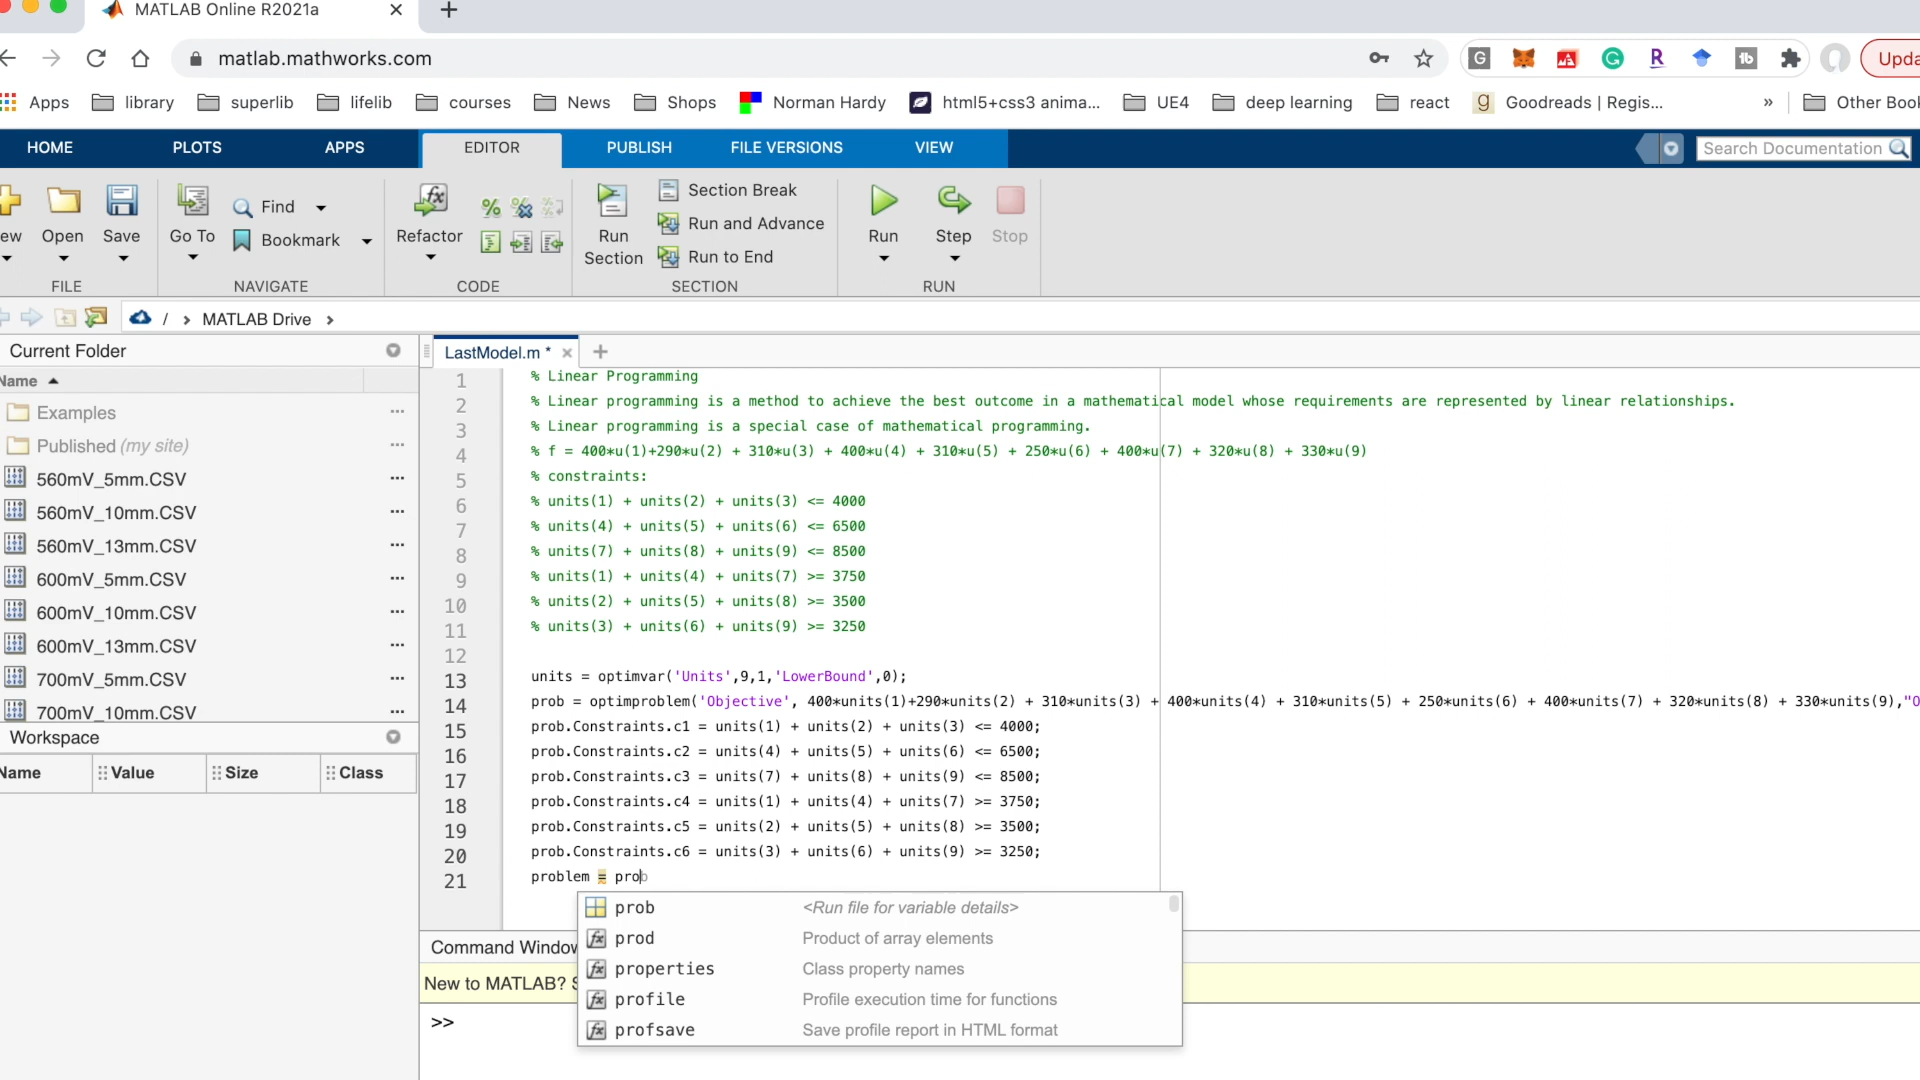 MATLAB Online R2021a
matlab.mathworks.com
Upda
Apps library superlib lifelib courses News Shops Norman Hardy html5+css3 anima... UE4 deep learning react Goodreads | Regis... » Other Book
HOME PLOTS APPS EDITOR PUBLISH FILE VERSIONS VIEW Search Documentation
Section Break
Find
Run and Advance
ew Open Save Go To Bookmark Refactor Run Section Run Step Stop
Run to End
FILE NAVIGATE CODE SECTION RUN
/ > MATLAB Drive >
Current Folder
Name
Examples
Published (my site)
560mV_5mm.CSV
560mV_10mm.CSV
560mV_13mm.CSV
600mV_5mm.CSV
600mV_10mm.CSV
600mV_13mm.CSV
700mV_5mm.CSV
700mV_10mm.CSV
Workspace
Name Value Size Class
LastModel.m *
1 % Linear Programming
2 % Linear programming is a method to achieve the best outcome in a mathematical model whose requirements are represented by linear relationships.
3 % Linear programming is a special case of mathematical programming.
4 % f = 400*u(1)+290*u(2) + 310*u(3) + 400*u(4) + 310*u(5) + 250*u(6) + 400*u(7) + 320*u(8) + 330*u(9)
5 % constraints:
6 % units(1) + units(2) + units(3) <= 4000
7 % units(4) + units(5) + units(6) <= 6500
8 % units(7) + units(8) + units(9) <= 8500
9 % units(1) + units(4) + units(7) >= 3750
10 % units(2) + units(5) + units(8) >= 3500
11 % units(3) + units(6) + units(9) >= 3250
12
13 units = optimvar('Units',9,1,'LowerBound',0);
14 prob = optimproblem('Objective', 400*units(1)+290*units(2) + 310*units(3) + 400*units(4) + 310*units(5) + 250*units(6) + 400*units(7) + 320*units(8) + 330*units(9),"O
15 prob.Constraints.c1 = units(1) + units(2) + units(3) <= 4000;
16 prob.Constraints.c2 = units(4) + units(5) + units(6) <= 6500;
17 prob.Constraints.c3 = units(7) + units(8) + units(9) <= 8500;
18 prob.Constraints.c4 = units(1) + units(4) + units(7) >= 3750;
19 prob.Constraints.c5 = units(2) + units(5) + units(8) >= 3500;
20 prob.Constraints.c6 = units(3) + units(6) + units(9) >= 3250;
21 problem = prob
prob <Run file for variable details>
prod Product of array elements
properties Class property names
profile Profile execution time for functions
profsave Save profile report in HTML format
Command Window
New to MATLAB? S
>>